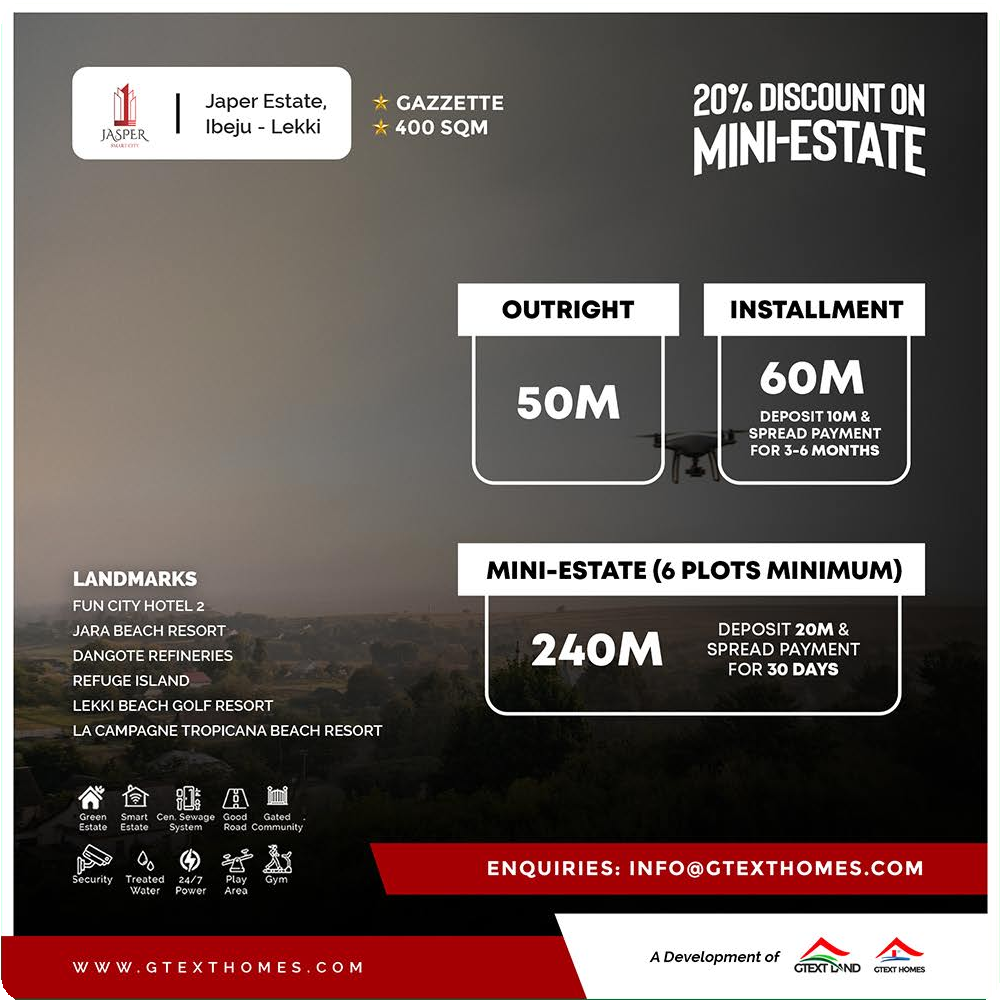 JASPER
SMART CITY
Japer Estate,
Ibeju - Lekki
GAZZETTE
400 SQM
20% DISCOUNT ON
MINI-ESTATE
OUTRIGHT
50M
INSTALLMENT
60M
DEPOSIT 10M &
SPREAD PAYMENT
FOR 3-6 MONTHS
MINI-ESTATE (6 PLOTS MINIMUM)
240M
DEPOSIT 20M &
SPREAD PAYMENT
FOR 30 DAYS
LANDMARKS
FUN CITY HOTEL 2
JARA BEACH RESORT
DANGOTE REFINERIES
REFUGE ISLAND
LEKKI BEACH GOLF RESORT
LA CAMPAGNE TROPICANA BEACH RESORT
Green
Estate
Smart
Estate
Cen. Sewage
System
Good
Road
Gated
Community
Security
Treated
Water
24/7
Power
Play
Area
Gym
ENQUIRIES: INFO@GTEXTHOMES.COM
WWW.GTEXTHOMES.COM
A Development of
GTEXT LAND
GTEXT HOMES